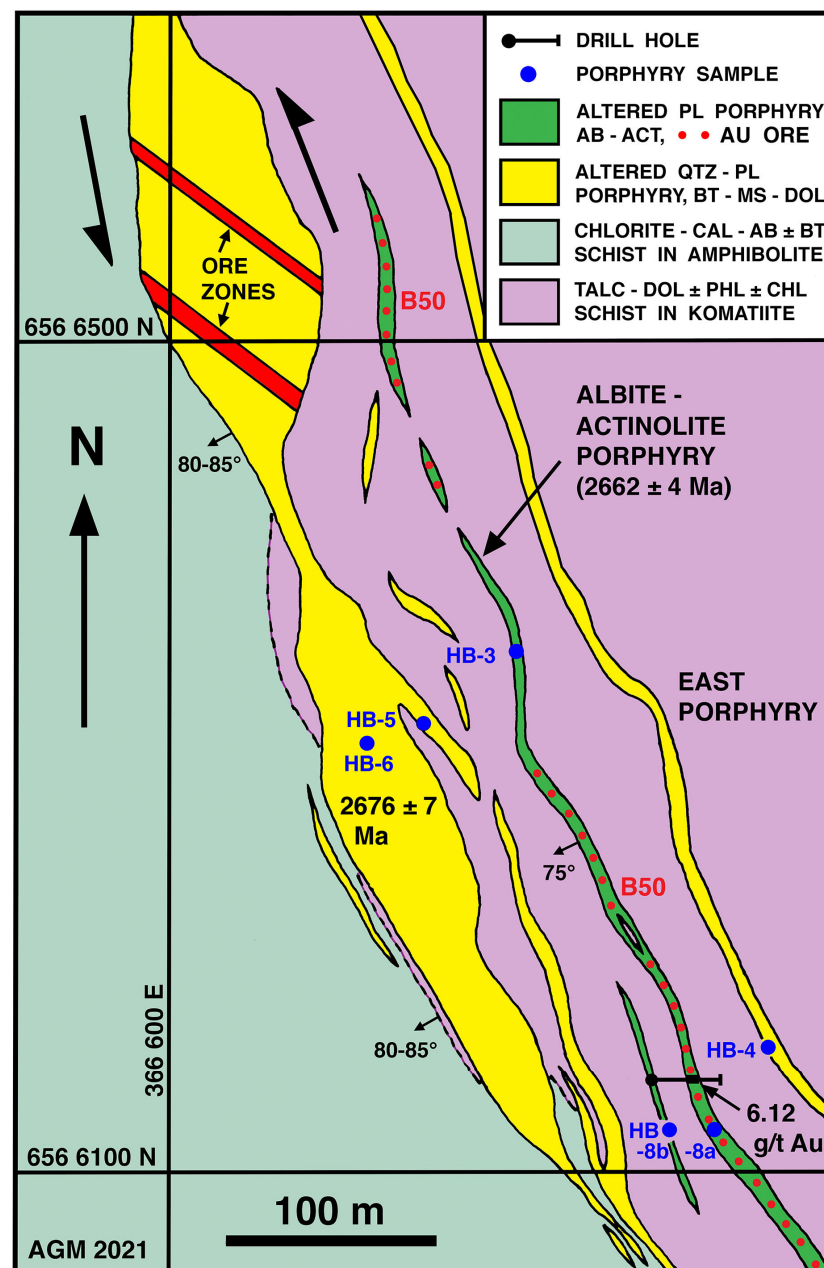 DRILL HOLE
PORPHYRY SAMPLE
ALTERED PL PORPHYRY
AB - ACT, • • AU ORE
ALTERED QTZ - PL
PORPHYRY, BT - MS - DOL
CHLORITE - CAL - AB ± BT
SCHIST IN AMPHIBOLITE
TALC - DOL ± PHL ± CHL
SCHIST IN KOMATIITE
ORE
ZONES
B50
656 6500 N
N
80-85°
ALBITE -
ACTINOLITE
PORPHYRY
(2662 ± 4 Ma)
HB-3
EAST
PORPHYRY
HB-5
HB-6
2676 ± 7
Ma
75°
B50
366 600 E
80-85°
HB-4
6.12
g/t Au
HB
-8b
-8a
656 6100 N
100 m
AGM 2021